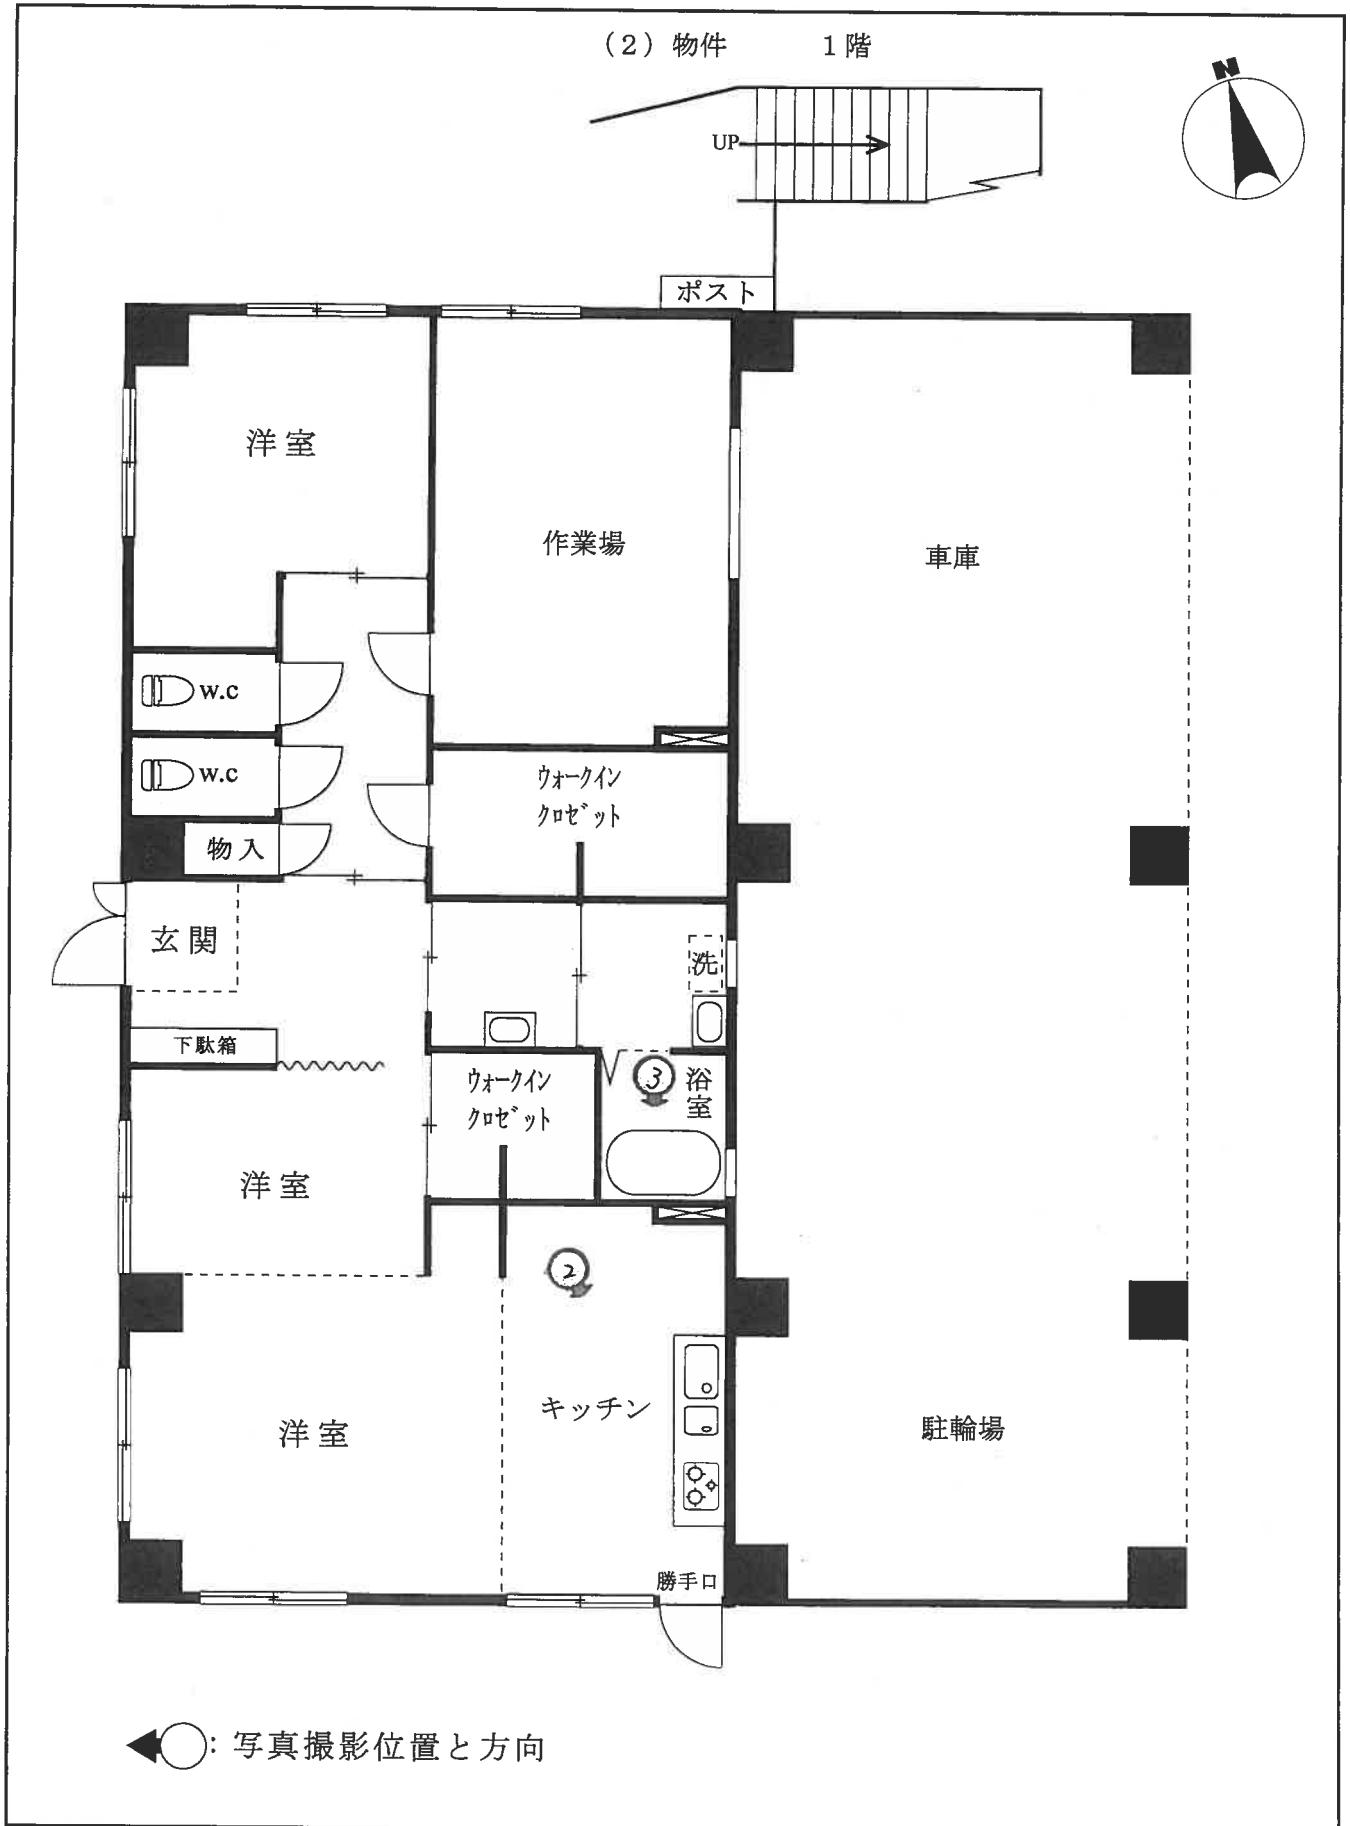 (2) 物件　　1階
N
UP
ポスト
洋室
作業場
車庫
w.c
w.c
ウォークイン
クロゼット
物入
玄関
洗
下駄箱
ウォークイン
クロゼット
3
浴
室
洋室
2
キッチン
洋室
駐輪場
勝手口
：写真撮影位置と方向